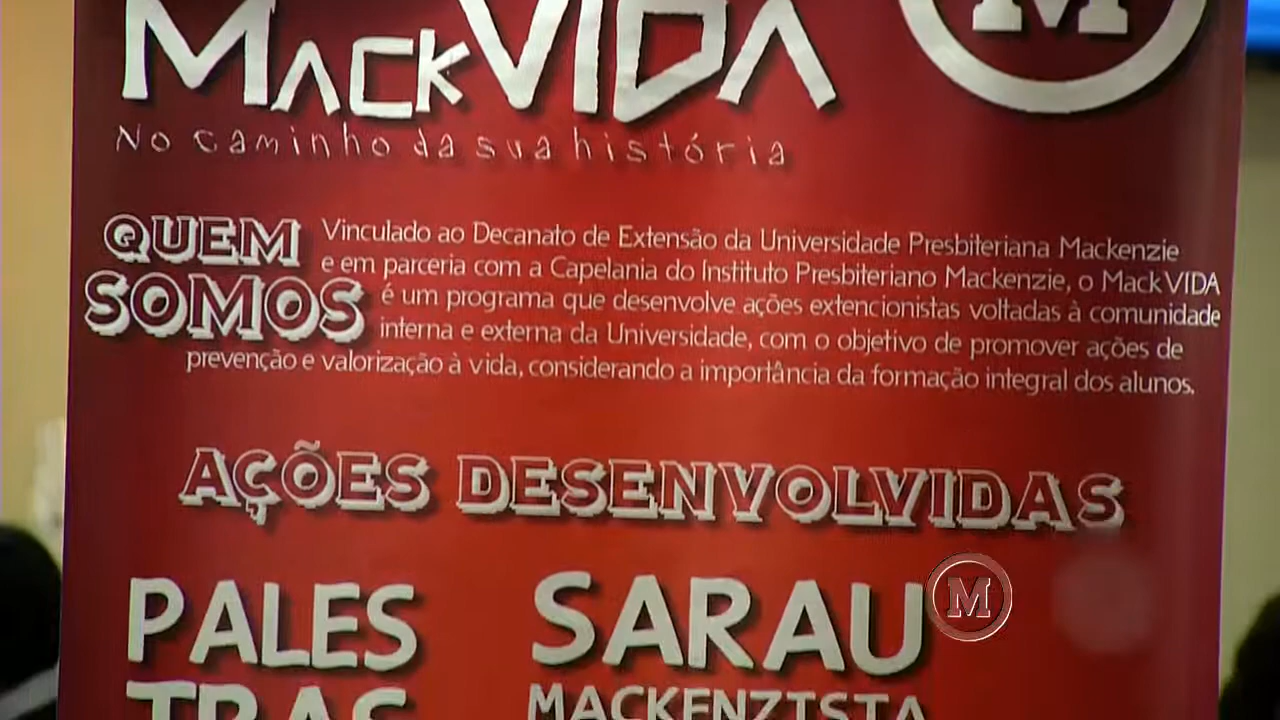 MackVIDA
M
No caminho da sua história
QUEM
SOMOS
Vinculado ao Decanato de Extensão da Universidade Presbiteriana Mackenzie
e em parceria com a Capelania do Instituto Presbiteriano Mackenzie, o MackVIDA
é um programa que desenvolve ações extencionistas voltadas à comunidade
interna e externa da Universidade, com o objetivo de promover ações de
prevenção e valorização à vida, considerando a importância da formação integral dos alunos.
AÇÕES DESENVOLVIDAS
PALES
TRAS
SARAU
MACKENZISTA
M